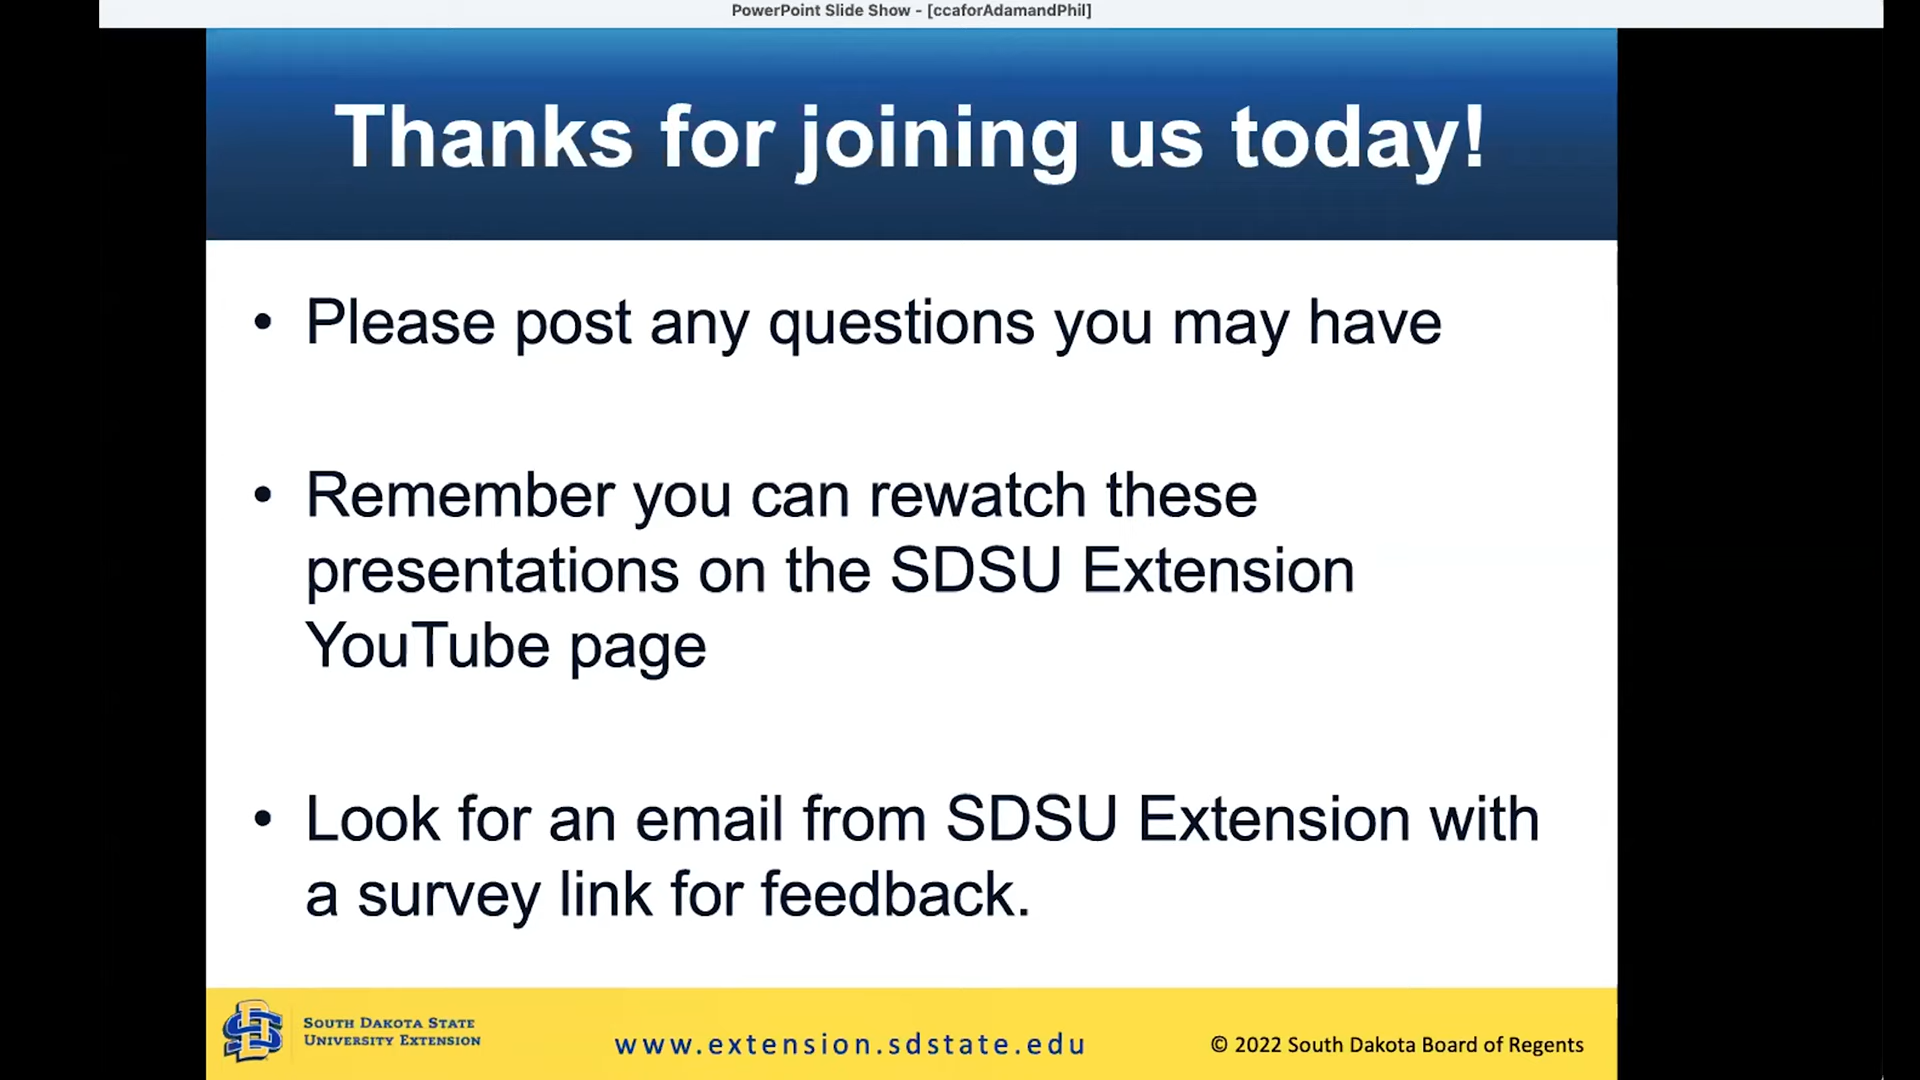 PowerPoint Slide Show - [ccaforAdamandPhil]
Thanks for joining us today!
• Please post any questions you may have
• Remember you can rewatch these
presentations on the SDSU Extension
YouTube page
• Look for an email from SDSU Extension with
a survey link for feedback.
SOUTH DAKOTA STATE
UNIVERSITY EXTENSION
www.extension.sdstate.edu
© 2022 South Dakota Board of Regents